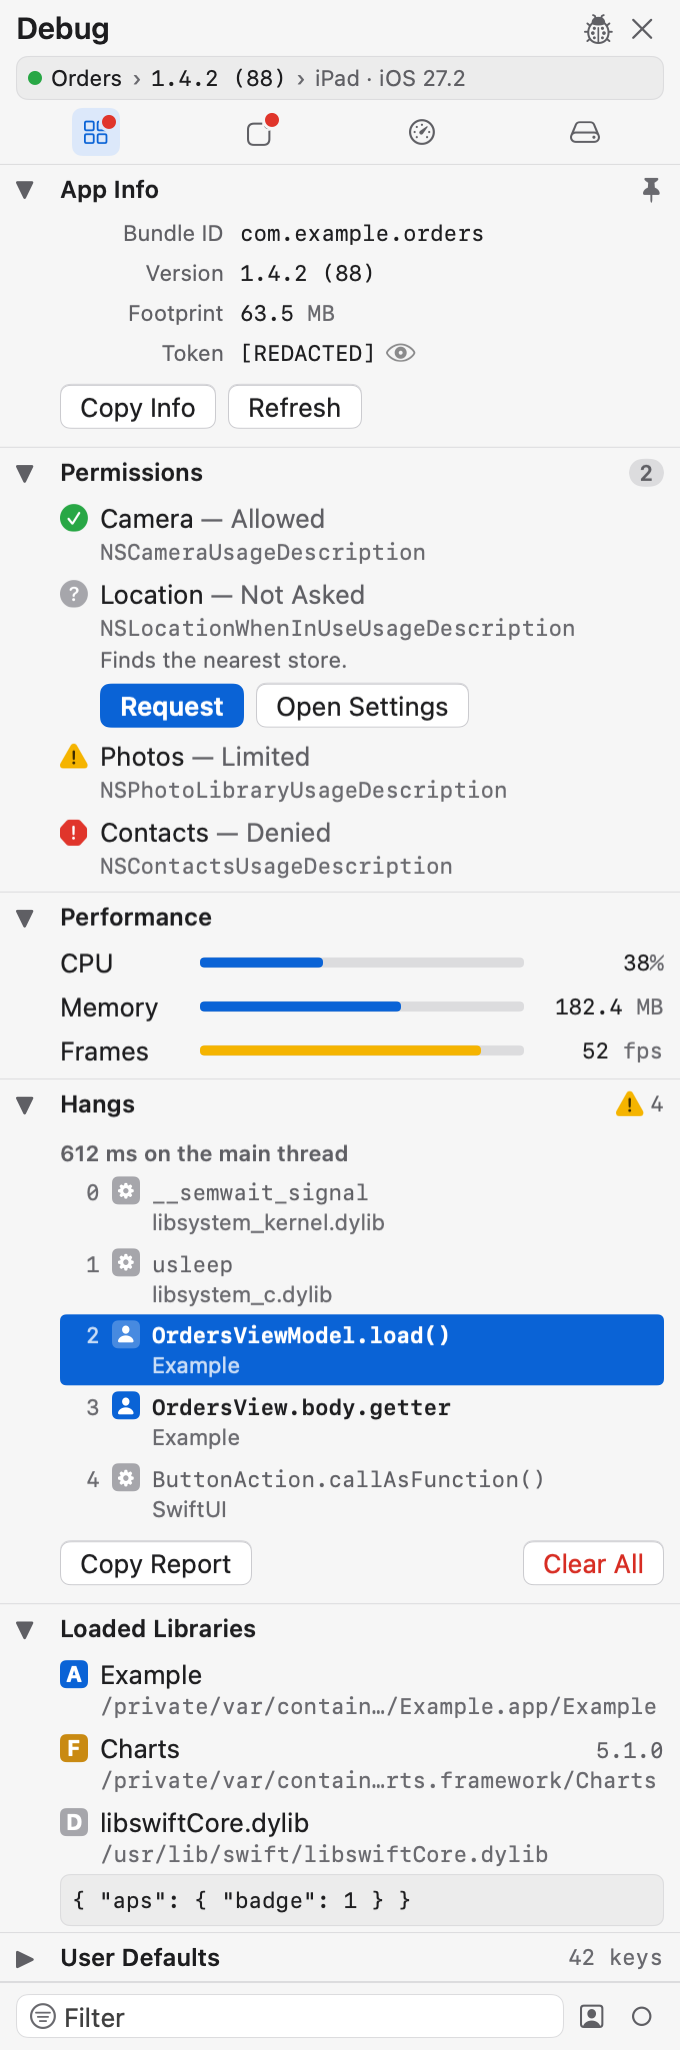 Debug
Orders › 1.4.2 (88) › iPad · iOS 27.2
App Info
Bundle ID com.example.orders
Version 1.4.2 (88)
Footprint 63.5 MB
Token [REDACTED]
Copy Info Refresh
Permissions 2
Camera — Allowed
NSCameraUsageDescription
Location — Not Asked
NSLocationWhenInUseUsageDescription
Finds the nearest store.
Request Open Settings
Photos — Limited
NSPhotoLibraryUsageDescription
Contacts — Denied
NSContactsUsageDescription
Performance
CPU 38%
Memory 182.4 MB
Frames 52 fps
Hangs 4
612 ms on the main thread
0 __semwait_signal
libsystem_kernel.dylib
1 usleep
libsystem_c.dylib
2 OrdersViewModel.load()
Example
3 OrdersView.body.getter
Example
4 ButtonAction.callAsFunction()
SwiftUI
Copy Report Clear All
Loaded Libraries
A Example
/private/var/contain…/Example.app/Example
F Charts 5.1.0
/private/var/contain…rts.framework/Charts
D libswiftCore.dylib
/usr/lib/swift/libswiftCore.dylib
{ "aps": { "badge": 1 } }
User Defaults 42 keys
Filter